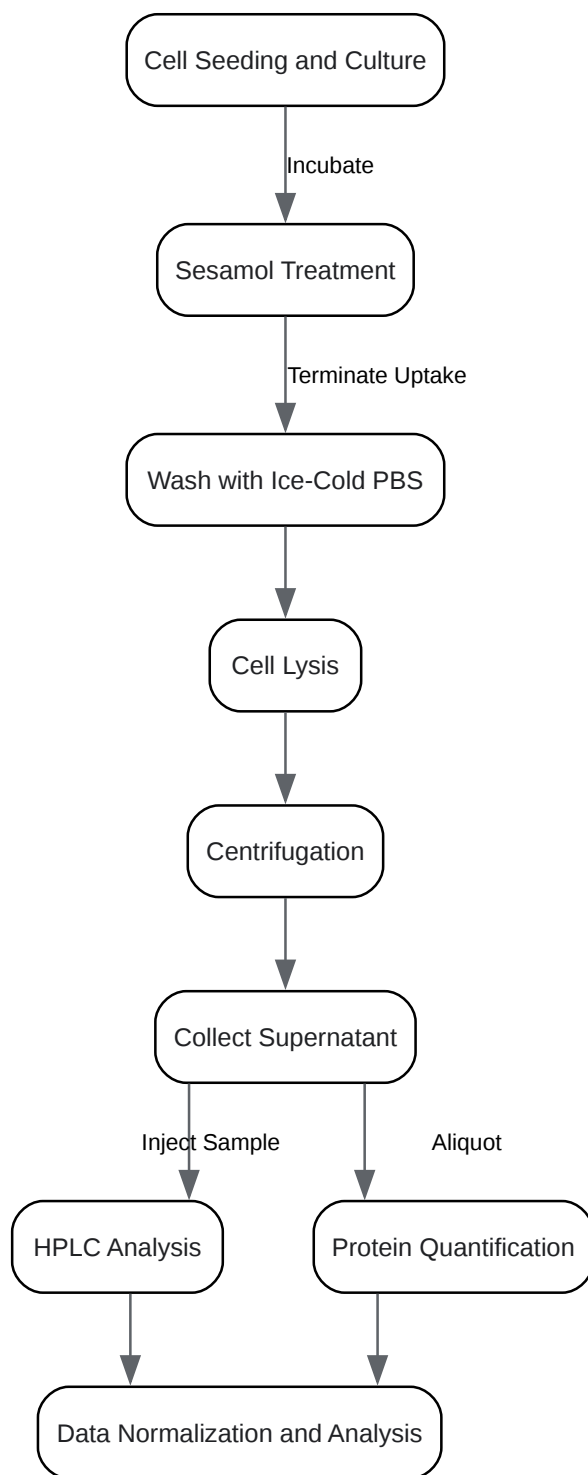 Cell Seeding and Culture
Incubate
Sesamol Treatment
Terminate Uptake
Wash with Ice-Cold PBS
Cell Lysis
Centrifugation
Collect Supernatant
Inject Sample
Aliquot
HPLC Analysis
Protein Quantification
Data Normalization and Analysis